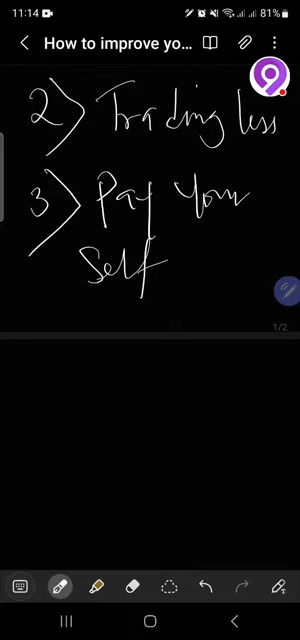 11:14 81%
How to improve yo...
2) Trading less
3) Pay your
Self
1/2